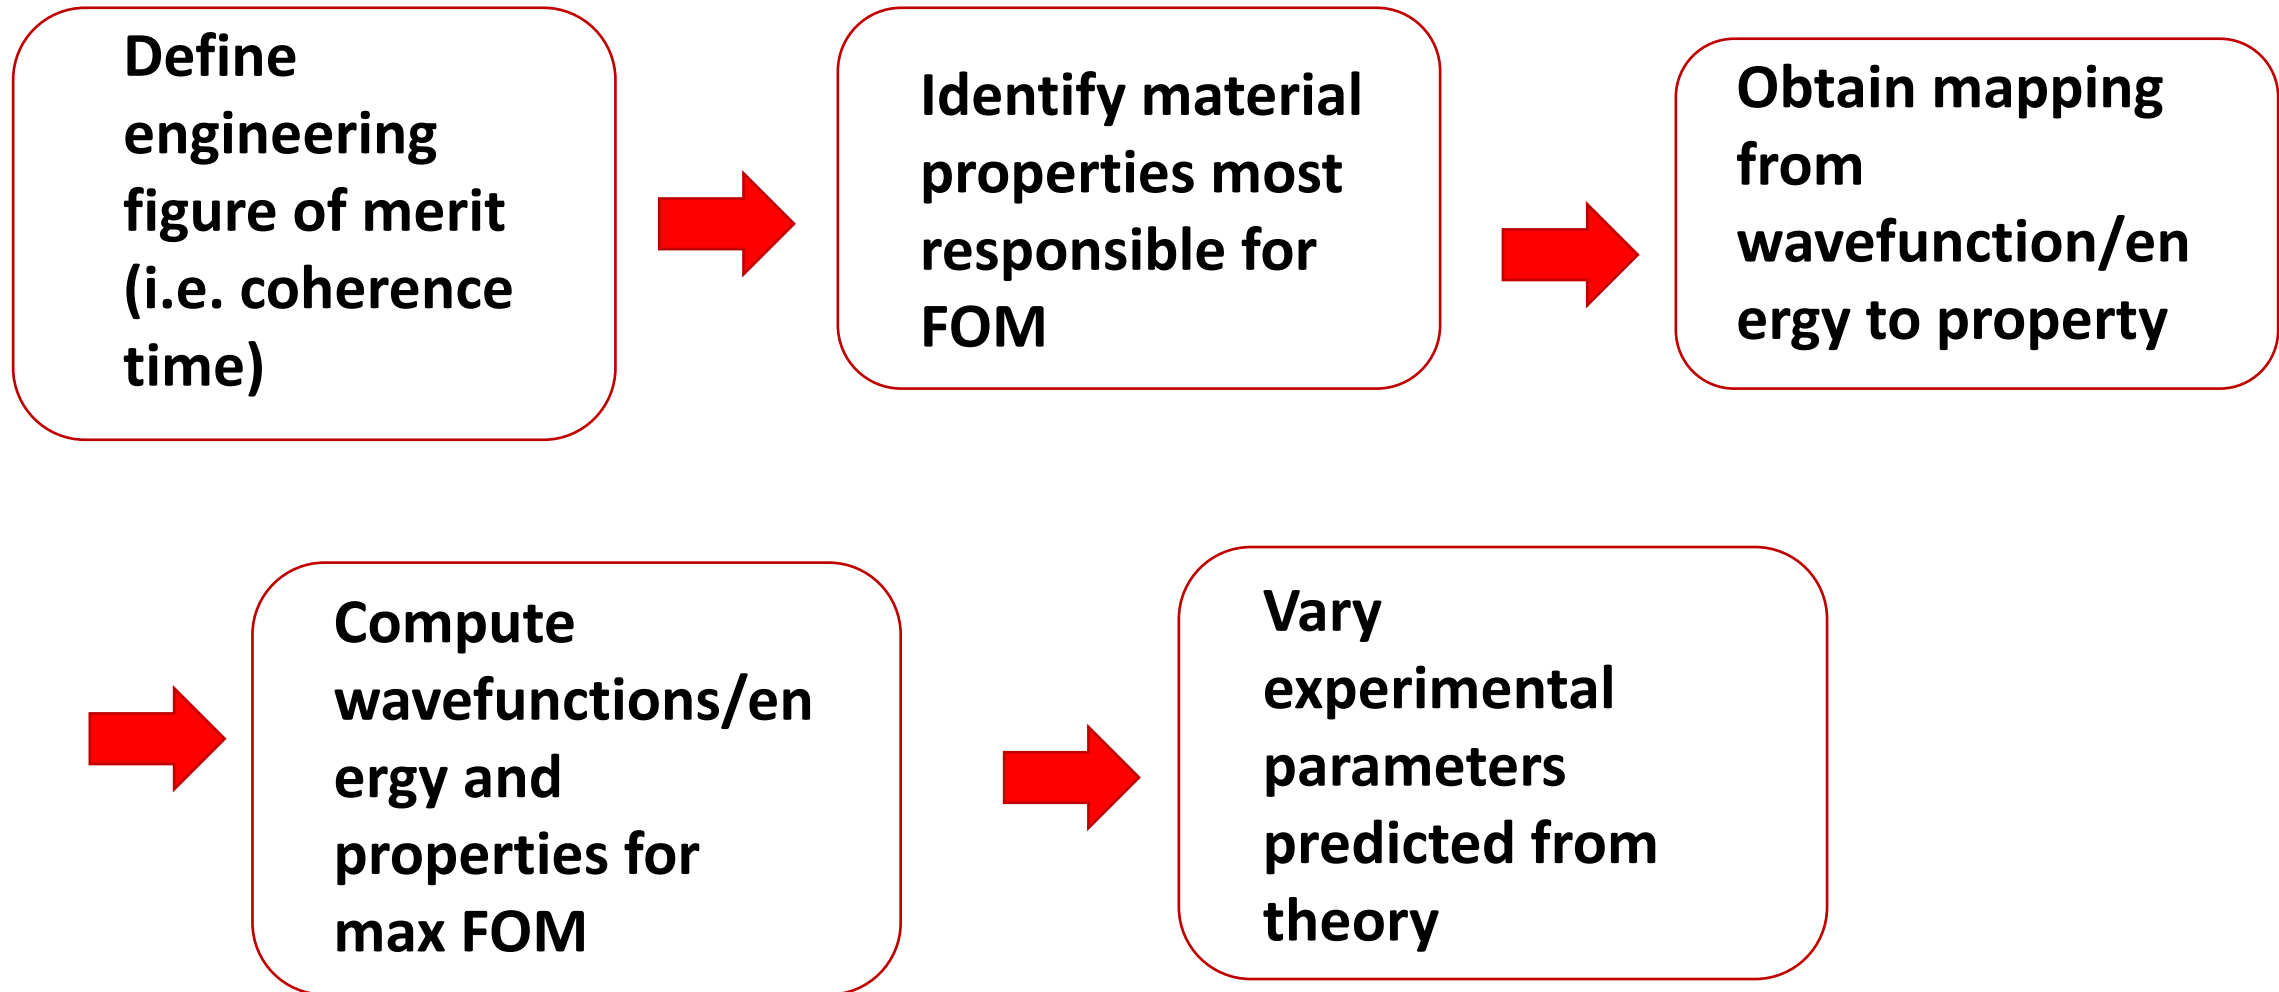 Define
engineering
figure of merit
(i.e. coherence
time)
Identify material
properties most
responsible for
FOM
Obtain mapping
from
wavefunction/en
ergy to property
Compute
wavefunctions/en
ergy and
properties for
max FOM
Vary
experimental
parameters
predicted from
theory